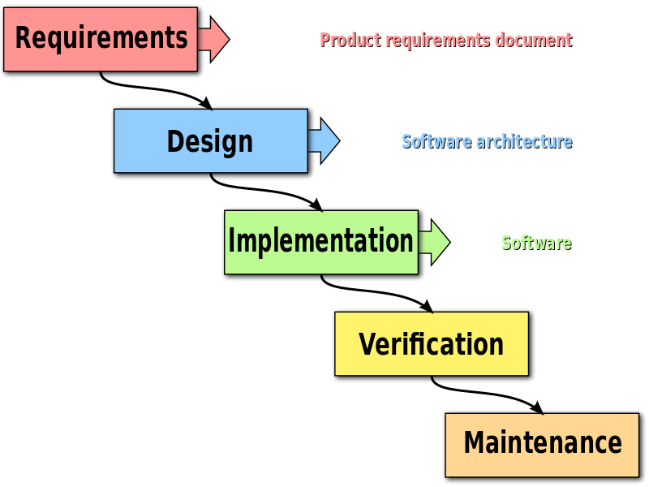 Requirements
Product requirements document
Design
Software architecture
Implementation
Software
Verification
Maintenance